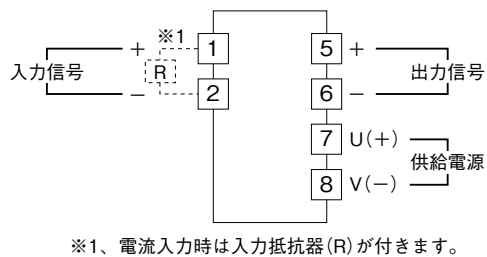 ※1
+ 1 5 +
入力信号 R 出力信号
− 2 6 −
7 U(+)
供給電源
8 V(−)
※1、電流入力時は入力抵抗器(R)が付きます。